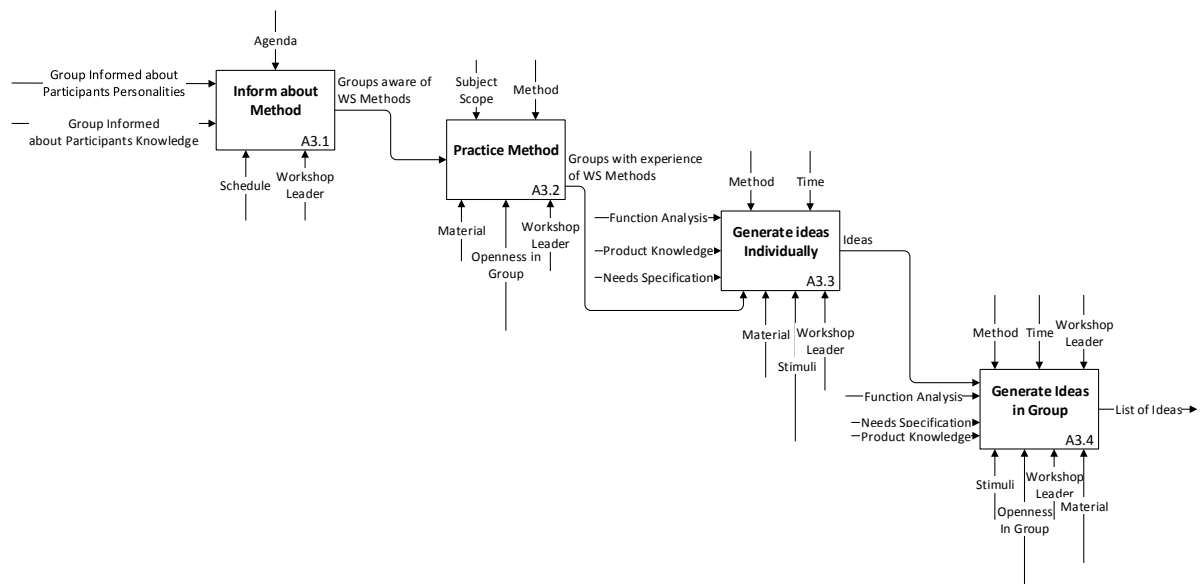 Agenda
Group Informed about
Participants Personalities
Group Informed
about Participants Knowledge
Inform about
Method
A3.1
Schedule
Workshop
Leader
Groups aware of
WS Methods
Subject
Scope
Method
Practice Method
A3.2
Material
Openness in
Group
Workshop
Leader
Groups with experience
of WS Methods
Method
Time
Function Analysis
Product Knowledge
Needs Specification
Generate ideas
Individually
A3.3
Material
Stimuli
Workshop
Leader
Ideas
Method
Time
Workshop
Leader
Function Analysis
Needs Specification
Product Knowledge
Generate Ideas
in Group
A3.4
Stimuli
Openness
In Group
Workshop
Leader
Material
List of Ideas